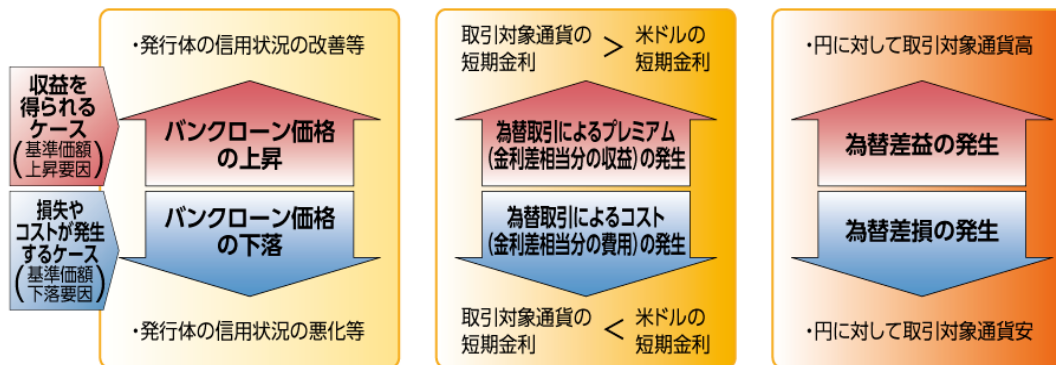 収益を
得られる
ケース
(基準価額
上昇要因)
損失や
コストが発生
するケース
(基準価額
下落要因)
・発行体の信用状況の改善等
バンクローン価格
の上昇
バンクローン価格
の下落
・発行体の信用状況の悪化等
取引対象通貨の
短期金利
>
米ドルの
短期金利
為替取引によるプレミアム
(金利差相当分の収益)の発生
為替取引によるコスト
(金利差相当分の費用)の発生
取引対象通貨の
短期金利
<
米ドルの
短期金利
・円に対して取引対象通貨高
為替差益の発生
為替差損の発生
・円に対して取引対象通貨安